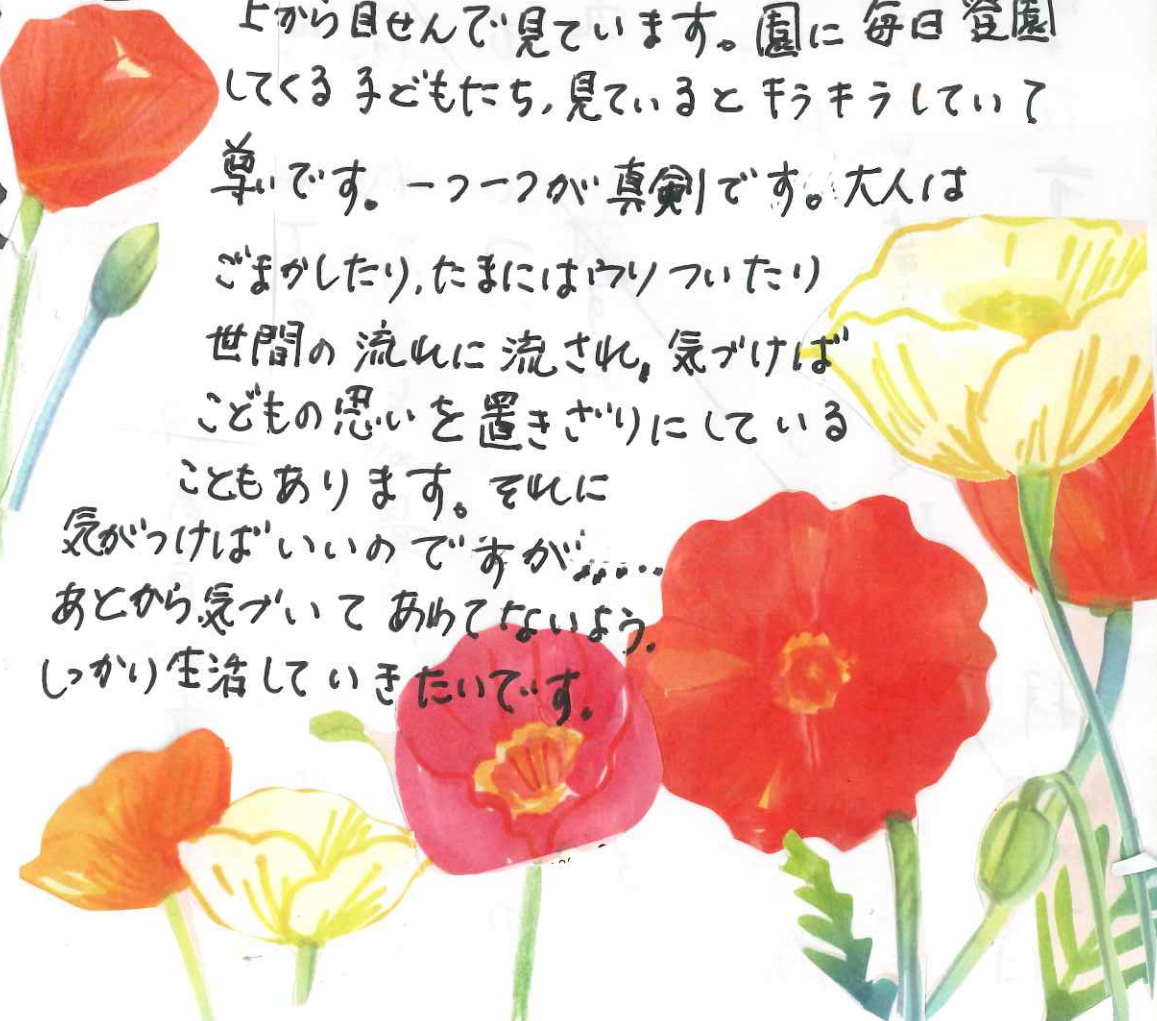 上から目せんで見ています。園に毎日登園
してくる子どもたち、見ているとキラキラしていて
尊いです。一つ一つが真剣です。大人は
ごまかしたり、たまにはウソついたり
世間の流れに流され、気づけば
こどもの思いを置きざりにしている
こともあります。それに
気がつけばいいのですが.....
あとから気づいてあわてないよう.
しっかり生活していきたいです.